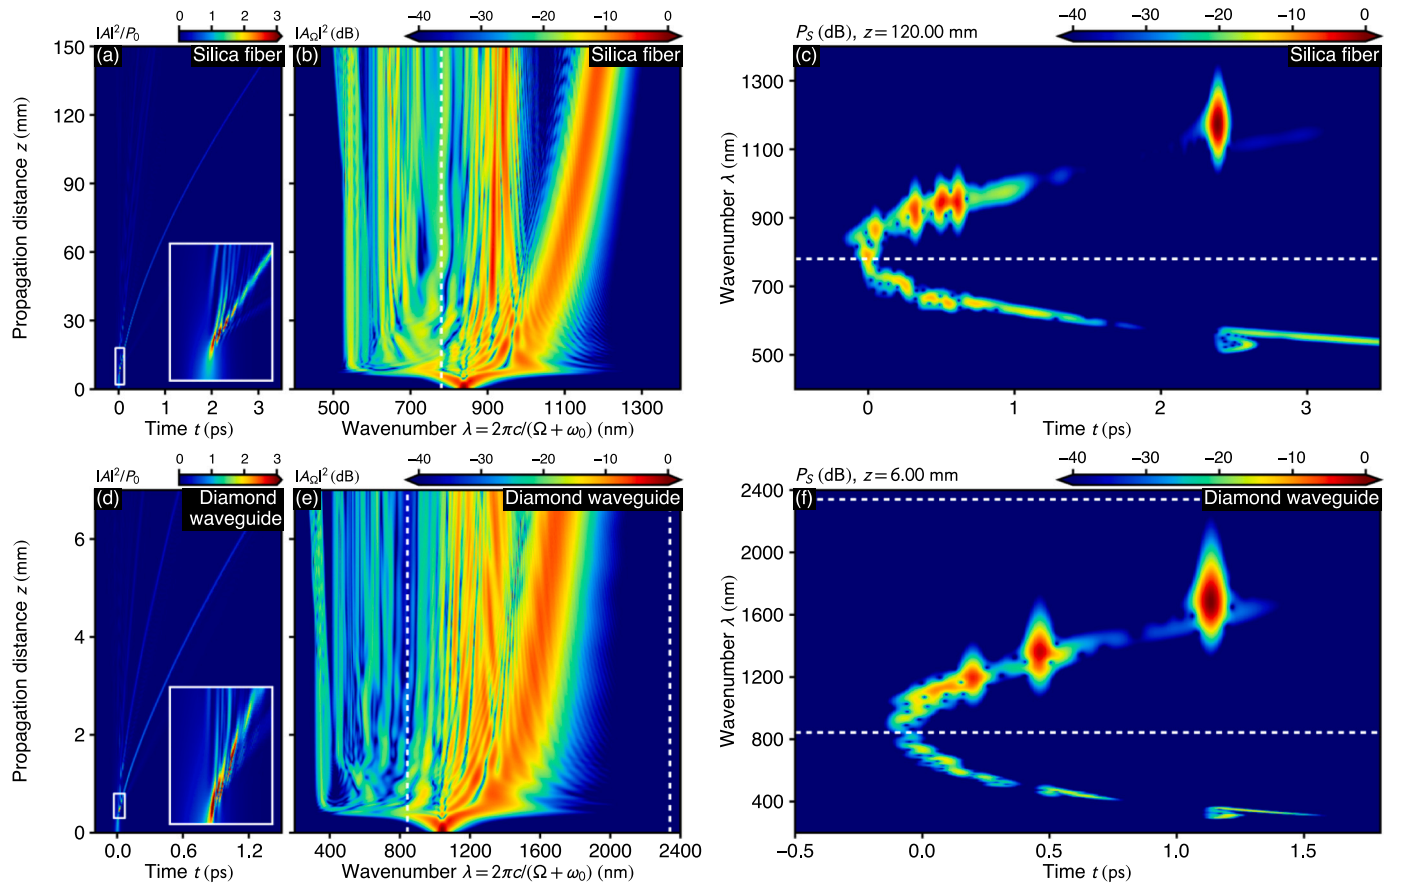 |A|²/P₀
0 1 2 3
(a)
Silica fiber
Propagation distance z (mm)
150
120
90
60
30
0
0 1 2 3
Time t (ps)
|A_Ω|² (dB)
−40 −30 −20 −10 0
(b)
Silica fiber
500 700 900 1100 1300
Wavenumber λ = 2πc/(Ω + ω₀) (nm)
P_S (dB), z = 120.00 mm
−40 −30 −20 −10 0
(c)
Silica fiber
Wavenumber λ (nm)
1300
1100
900
700
500
0 1 2 3
Time t (ps)
|A|²/P₀
0 1 2 3
(d)
Diamond
waveguide
Propagation distance z (mm)
6
4
2
0
0.0 0.6 1.2
Time t (ps)
|A_Ω|² (dB)
−40 −30 −20 −10 0
(e)
Diamond waveguide
400 800 1200 1600 2000 2400
Wavenumber λ = 2πc/(Ω + ω₀) (nm)
P_S (dB), z = 6.00 mm
−40 −30 −20 −10 0
(f)
Diamond waveguide
Wavenumber λ (nm)
2400
2000
1600
1200
800
400
−0.5 0.0 0.5 1.0 1.5
Time t (ps)